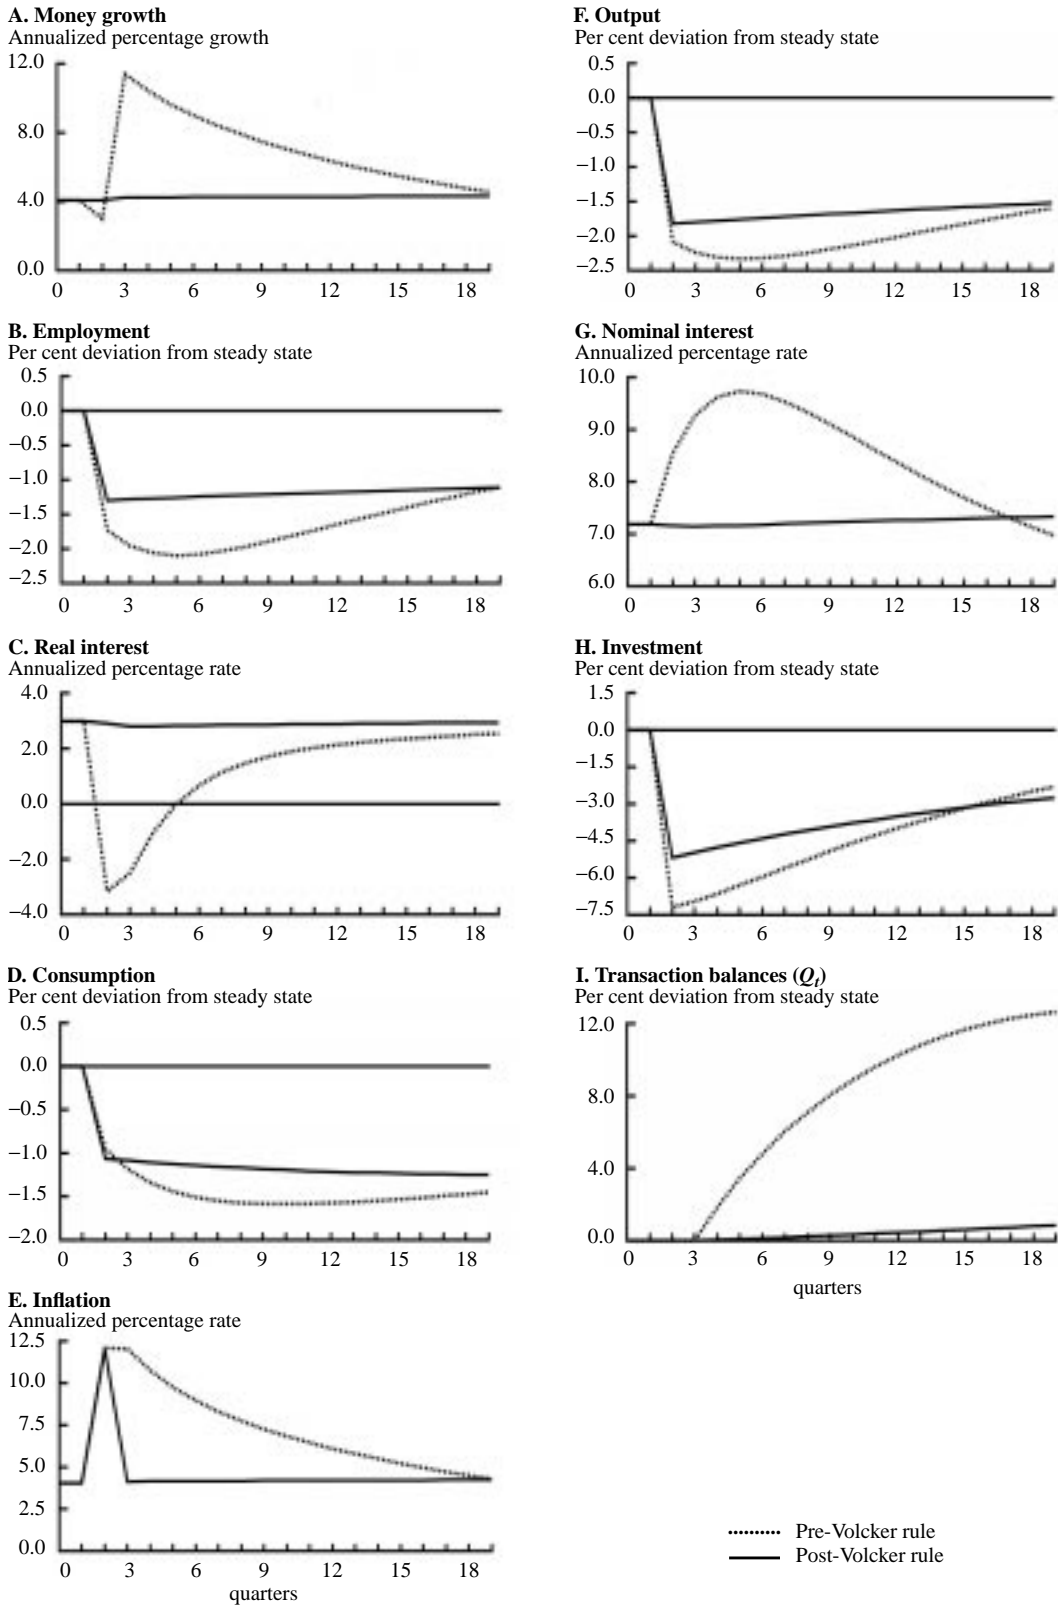 A. Money growth
Annualized percentage growth
12.0
8.0
4.0
0.0
0 3 6 9 12 15 18
B. Employment
Per cent deviation from steady state
0.5
0.0
−0.5
−1.0
−1.5
−2.0
−2.5
0 3 6 9 12 15 18
C. Real interest
Annualized percentage rate
4.0
2.0
0.0
−2.0
−4.0
0 3 6 9 12 15 18
D. Consumption
Per cent deviation from steady state
0.5
0.0
−0.5
−1.0
−1.5
−2.0
0 3 6 9 12 15 18
E. Inflation
Annualized percentage rate
12.5
10.0
7.5
5.0
2.5
0.0
0 3 6 9 12 15 18
quarters
F. Output
Per cent deviation from steady state
0.5
0.0
−0.5
−1.0
−1.5
−2.0
−2.5
0 3 6 9 12 15 18
G. Nominal interest
Annualized percentage rate
10.0
9.0
8.0
7.0
6.0
0 3 6 9 12 15 18
H. Investment
Per cent deviation from steady state
1.5
0.0
−1.5
−3.0
−4.5
−6.0
−7.5
0 3 6 9 12 15 18
I. Transaction balances (Qt)
Per cent deviation from steady state
12.0
8.0
4.0
0.0
0 3 6 9 12 15 18
quarters
Pre-Volcker rule
Post-Volcker rule